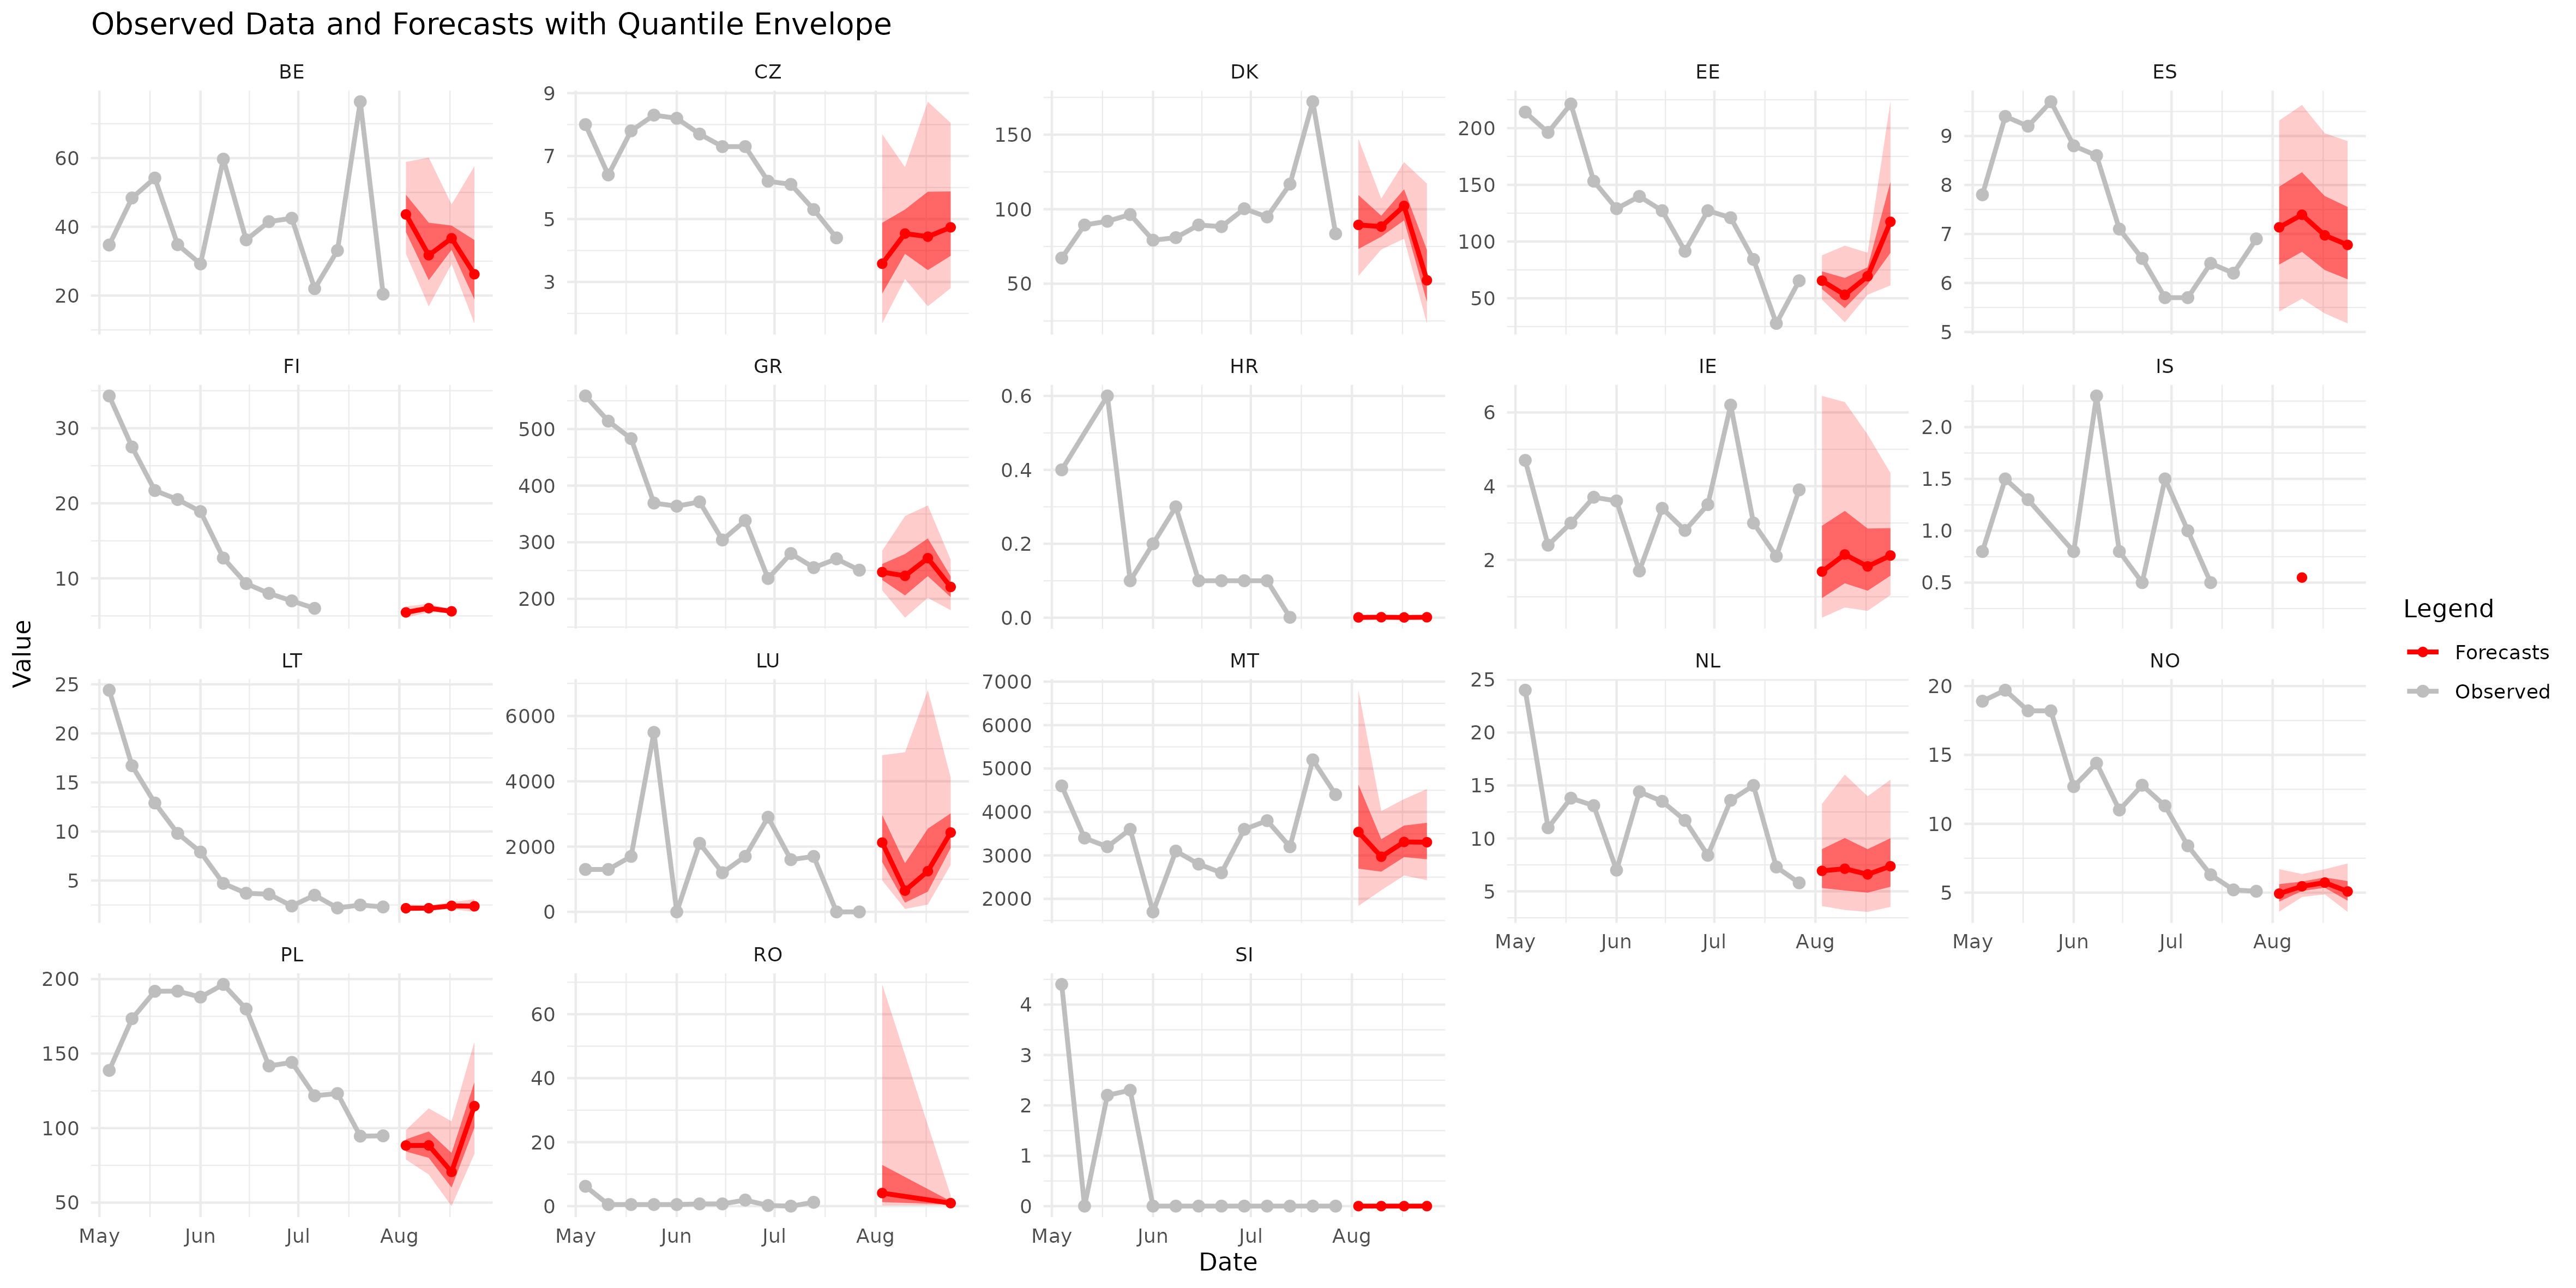 Observed Data and Forecasts with Quantile Envelope
BE
CZ
DK
EE
ES
60
40
20
9
7
5
3
150
100
50
200
150
100
50
9
8
7
6
5
FI
GR
HR
IE
IS
30
20
10
500
400
300
200
0.6
0.4
0.2
0.0
6
4
2
2.0
1.5
1.0
0.5
LT
LU
MT
NL
NO
25
20
15
10
5
6000
4000
2000
0
7000
6000
5000
4000
3000
2000
25
20
15
10
5
20
15
10
5
May Jun Jul Aug
May Jun Jul Aug
PL
RO
SI
200
150
100
50
60
40
20
0
4
3
2
1
0
May Jun Jul Aug
May Jun Jul Aug
May Jun Jul Aug
Date
Value
Legend
Forecasts
Observed